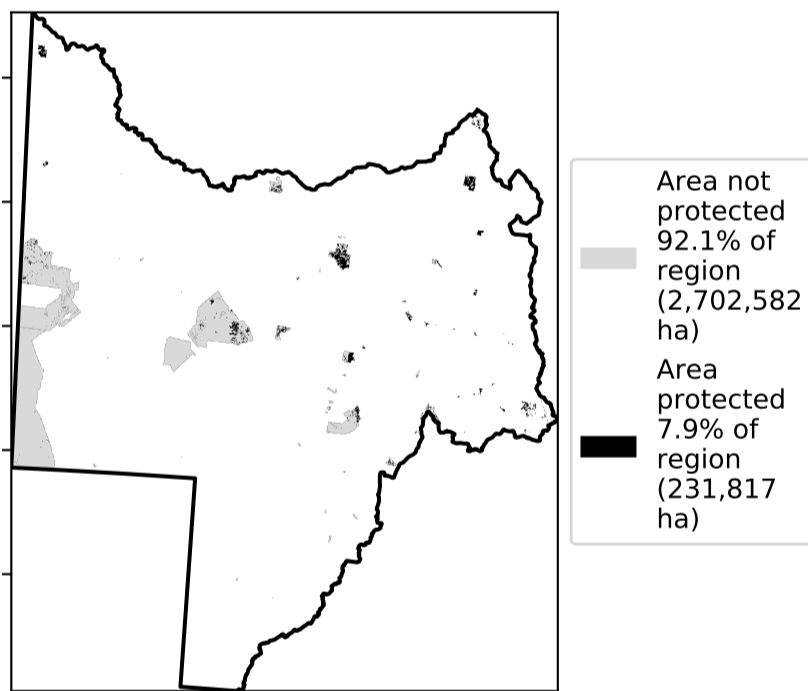 Area not
protected
92.1% of
region
(2,702,582
ha)
Area
protected
7.9% of
region
(231,817
ha)